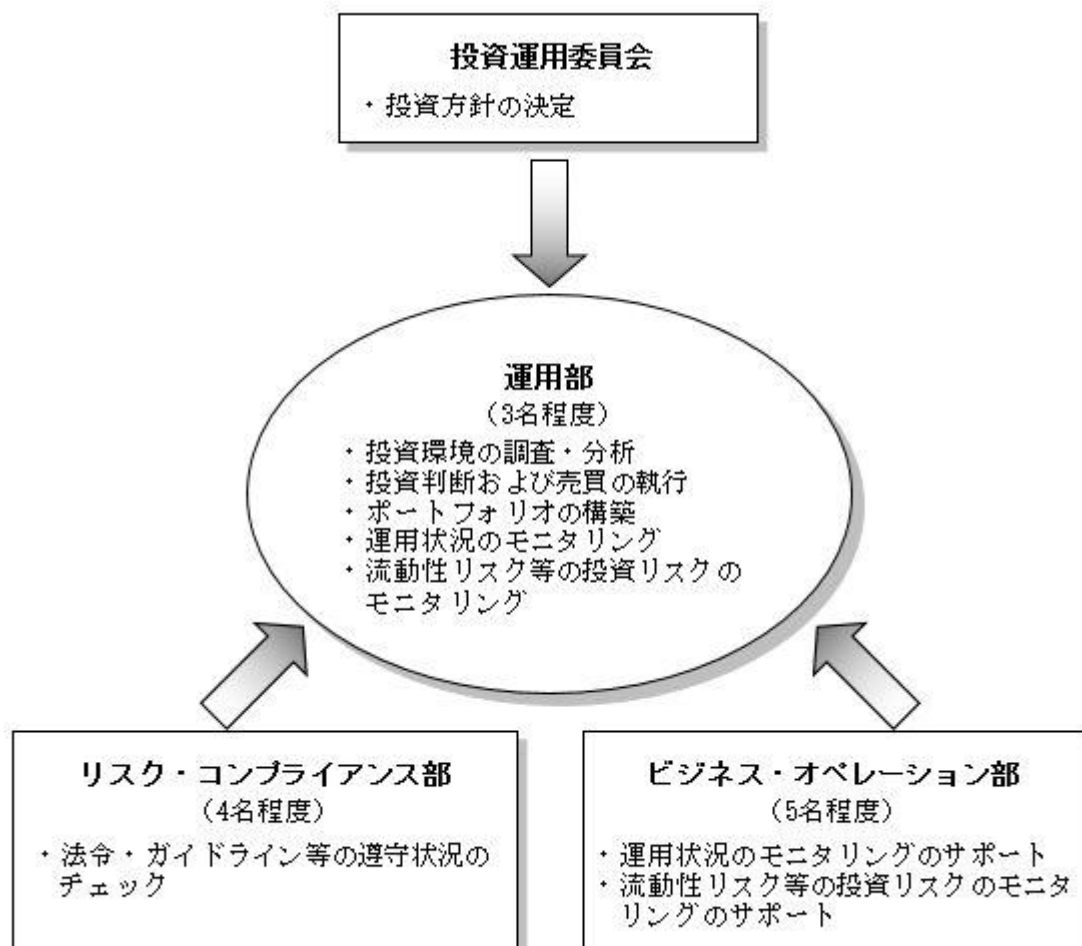 投資運用委員会
・投資方針の決定
運用部
(3名程度)
・投資環境の調査・分析
・投資判断および売買の執行
・ポートフォリオの構築
・運用状況のモニタリング
・流動性リスク等の投資リスクの
モニタリング
リスク・コンプライアンス部
(4名程度)
・法令・ガイドライン等の遵守状況の
チェック
ビジネス・オペレーション部
(5名程度)
・運用状況のモニタリングのサポート
・流動性リスク等の投資リスクのモニタ
リングのサポート